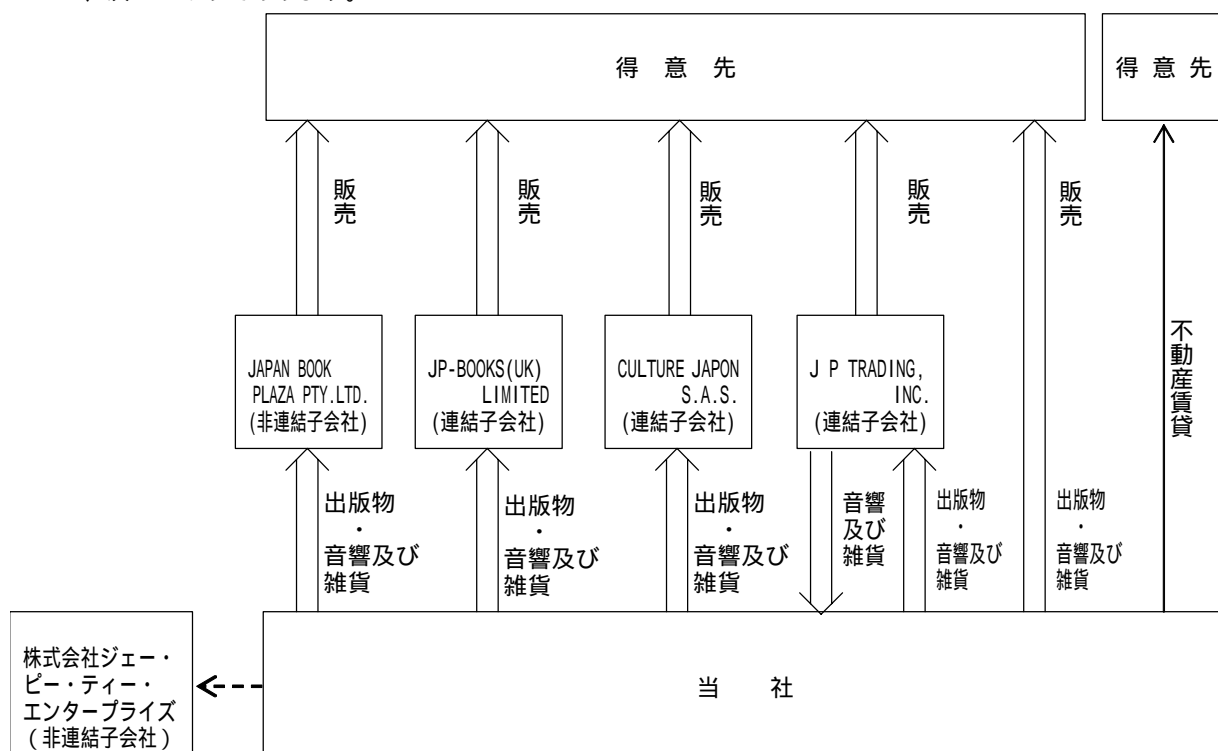 得 意 先
得 意 先
販売
販売
販売
販売
販売
不動産賃貸
JAPAN BOOK
PLAZA PTY.LTD.
(非連結子会社)
JP-BOOKS(UK)
LIMITED
(連結子会社)
CULTURE JAPON
S.A.S.
(連結子会社)
J P TRADING,
INC.
(連結子会社)
出版物
・
音響及び
雑貨
出版物
・
音響及び
雑貨
出版物
・
音響及び
雑貨
音響
及び
雑貨
出版物
・
音響及び
雑貨
出版物
・
音響及び
雑貨
株式会社ジェー・
ピー・ティー・
エンタープライズ
(非連結子会社)
当 社